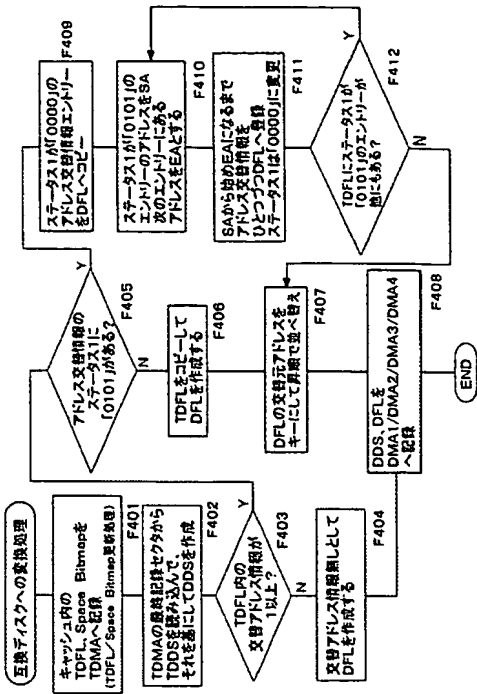 互換ディスクへの変換処理
キャッシュ内の
TDFL、Space Bitmapを
TDMAへ記録
(TDFL/Space Bitmap更新処理)
F401
TDMAの最終記録セクタから
TDDSを読み込んで、
それを基にしてTDDSを作成
F402
TDFL内の
交替アドレス情報が
1以上?
F403
Y
N
交替アドレス情報無しとして
DFLを作成する
F404
アドレス交替情報の
ステータス1に
「0101」がある?
F405
Y
N
TDFLをコピーして
DFLを作成する
F406
DFLの交替元アドレスを
キーにして昇順で並べ替え
F407
DDS、DFLを
DMA1/DMA2/DMA3/DMA4
へ記録
F408
END
ステータス1が「0000」の
アドレス交替情報エントリー
をDFLへコピー
F409
ステータス1が「0101」の
エントリーのアドレスをSA
次のエントリーにある
アドレスをEAとする
F410
SAから始めEAになるまで
アドレス交替情報を
ひとつづつDFLへ登録
ステータス1は「0000」に変更
F411
TDFLにステータス1が
「0101」のエントリーが
他にもある?
F412
Y
N